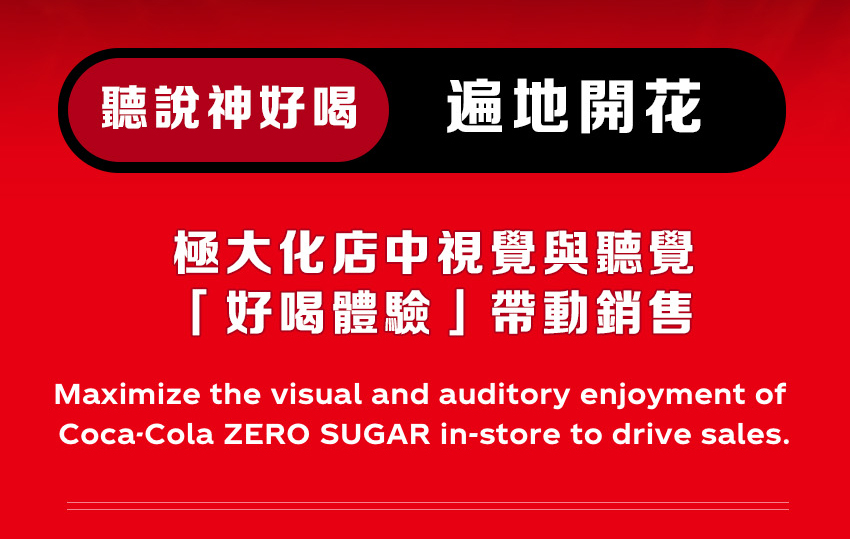 聽說神好喝 遍地開花
極大化店中視覺與聽覺
「好喝體驗」帶動銷售
Maximize the visual and auditory enjoyment of
Coca-Cola ZERO SUGAR in-store to drive sales.